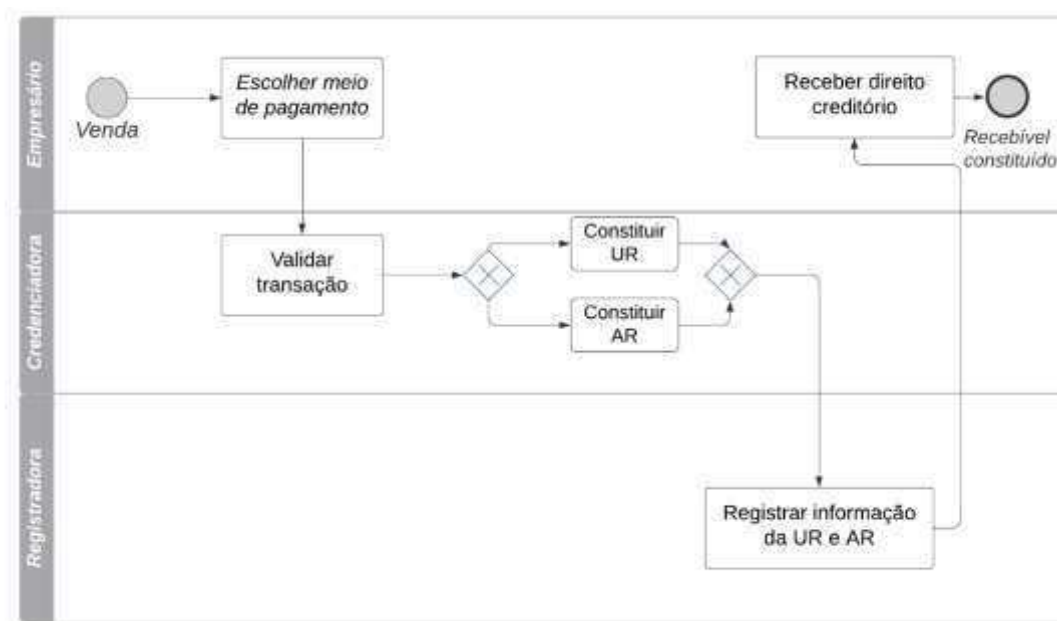 Empresário
Venda
Escolher meio
de pagamento
Receber direito
creditório
Recebível
constituído
Credenciadora
Validar
transação
Constituir
UR
Constituir
AR
Registradora
Registrar informação
da UR e AR